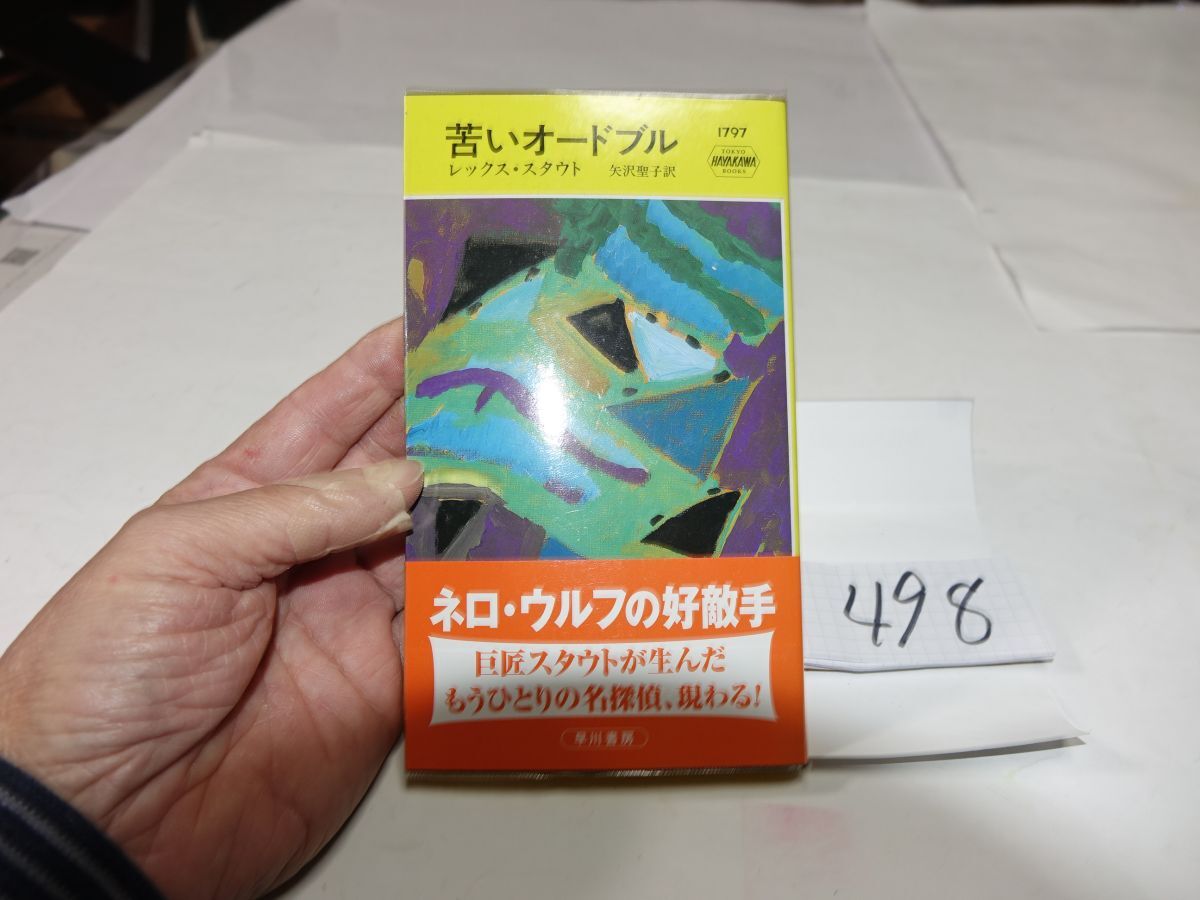 苦いオードブル
レックス・スタウト 矢沢聖子訳
1797
TOKYO
HAYAKAWA
BOOKS
ネロ・ウルフの好敵手
巨匠スタウトが生んだ
もうひとりの名探偵、現わる!
早川書房
498